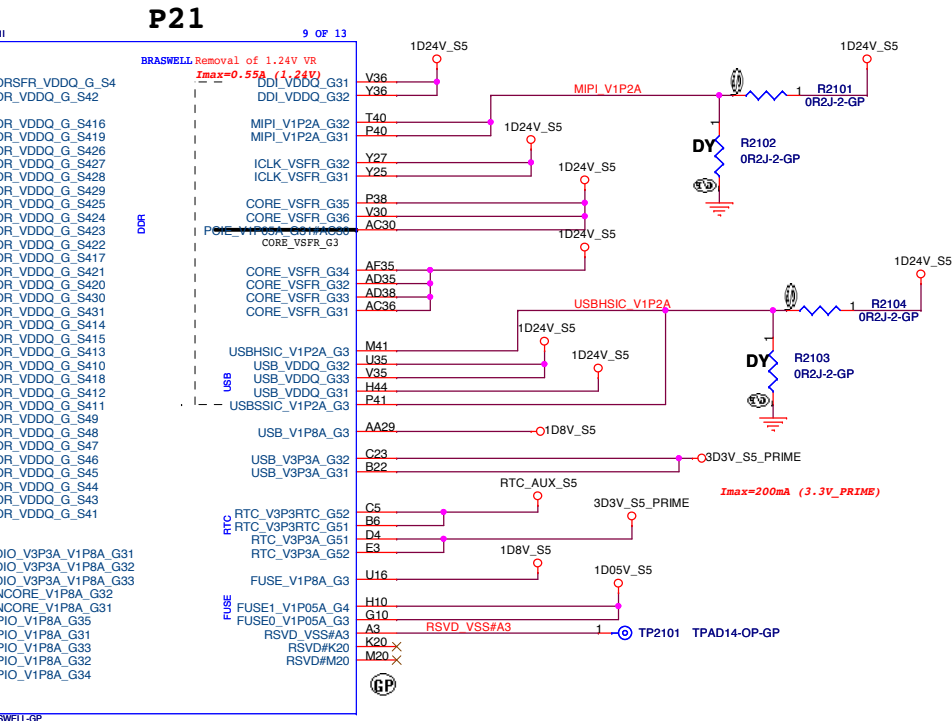 P21
9 OF 13
BRASWELL Removal of 1.24V VR
Imax=0.55A (1.24V)
1D24V_S5
DRSFR_VDDQ_G_S4
DR_VDDQ_G_S42
DDI_VDDQ_G31 V36
DDI_VDDQ_G32 Y36
DR_VDDQ_G_S416
DR_VDDQ_G_S419
DR_VDDQ_G_S426
DR_VDDQ_G_S427
DR_VDDQ_G_S428
DR_VDDQ_G_S429
DR_VDDQ_G_S425
DR_VDDQ_G_S424
DR_VDDQ_G_S423
DR_VDDQ_G_S422
DR_VDDQ_G_S417
DR_VDDQ_G_S421
DR_VDDQ_G_S420
DR_VDDQ_G_S430
DR_VDDQ_G_S431
DR_VDDQ_G_S414
DR_VDDQ_G_S415
DR_VDDQ_G_S413
DR_VDDQ_G_S410
DR_VDDQ_G_S418
DR_VDDQ_G_S412
DR_VDDQ_G_S411
DR_VDDQ_G_S49
DR_VDDQ_G_S48
DR_VDDQ_G_S47
DR_VDDQ_G_S46
DR_VDDQ_G_S45
DR_VDDQ_G_S44
DR_VDDQ_G_S43
DR_VDDQ_G_S41
DIO_V3P3A_V1P8A_G31
DIO_V3P3A_V1P8A_G32
DIO_V3P3A_V1P8A_G33
NCORE_V1P8A_G32
NCORE_V1P8A_G31
PIO_V1P8A_G35
PIO_V1P8A_G31
PIO_V1P8A_G33
PIO_V1P8A_G32
PIO_V1P8A_G34
DDR
MIPI_V1P2A_G32 T40
MIPI_V1P2A_G31 P40
ICLK_VSFR_G32 Y27
ICLK_VSFR_G31 Y25
CORE_VSFR_G35 P38
CORE_VSFR_G36 V30
AC30
CORE_VSFR_G3
CORE_VSFR_G34 AF35
CORE_VSFR_G32 AD35
CORE_VSFR_G33 AD38
CORE_VSFR_G31 AC36
USBHSIC_V1P2A_G3 M41
USB_VDDQ_G32 U35
USB_VDDQ_G33 V35
USB_VDDQ_G31 H44
USBSSIC_V1P2A_G3 P41
USB
USB_V1P8A_G3 AA29
USB_V3P3A_G32 C23
USB_V3P3A_G31 B22
RTC
RTC_V3P3RTC_G52 C5
RTC_V3P3RTC_G51 B6
RTC_V3P3A_G51 D4
RTC_V3P3A_G52 E3
FUSE_V1P8A_G3 U16
FUSE
FUSE1_V1P05A_G4 H10
FUSE0_V1P05A_G3 G10
RSVD_VSS#A3 A3
RSVD#K20 K20
RSVD#M20 M20
MIPI_V1P2A
1 R2101
0R2J-2-GP
1D24V_S5
1
DY
R2102
0R2J-2-GP
1D24V_S5
1D24V_S5
1D24V_S5
USBHSIC_V1P2A
1 R2104
0R2J-2-GP
1D24V_S5
1
DY
R2103
0R2J-2-GP
1D24V_S5
1D24V_S5
1D8V_S5
3D3V_S5_PRIME
Imax=200mA (3.3V_PRIME)
RTC_AUX_S5
3D3V_S5_PRIME
1D8V_S5
1D05V_S5
RSVD_VSS#A3
1 TP2101 TPAD14-OP-GP
GP